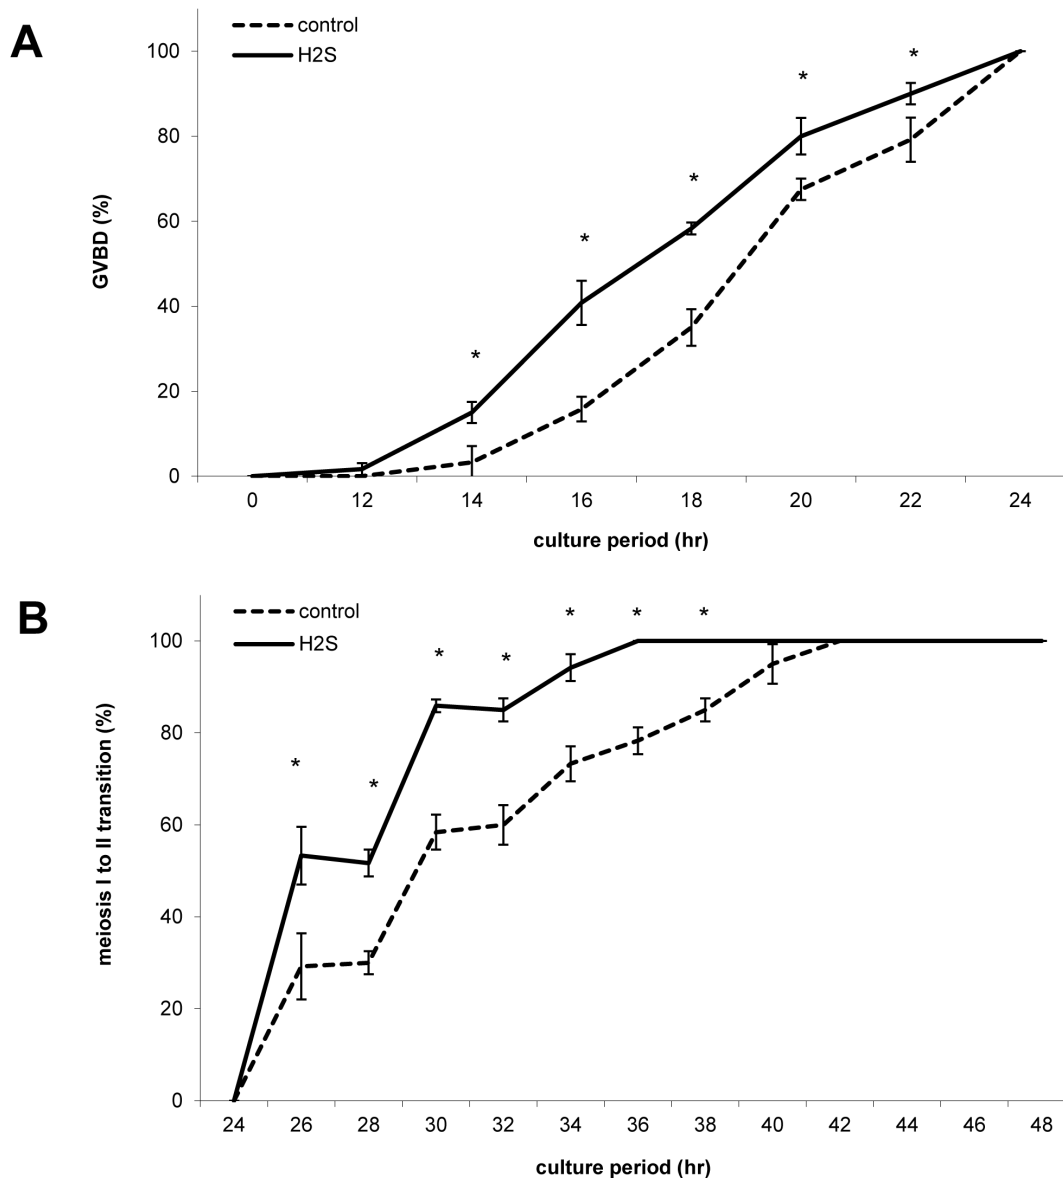 A
control
H2S
GVBD (%)
100
80
60
40
20
0
* * * * *
0 12 14 16 18 20 22 24
culture period (hr)
B
control
H2S
meiosis I to II transition (%)
100
80
60
40
20
0
* * * * * * *
24 26 28 30 32 34 36 38 40 42 44 46 48
culture period (hr)